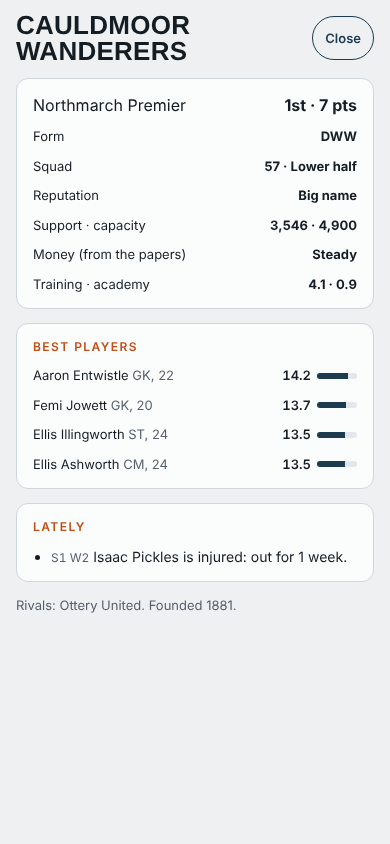 CAULDMOOR
WANDERERS
Close
Northmarch Premier 1st · 7 pts
Form DWW
Squad 57 · Lower half
Reputation Big name
Support · capacity 3,546 · 4,900
Money (from the papers) Steady
Training · academy 4.1 · 0.9
BEST PLAYERS
Aaron Entwistle GK, 22 14.2
Femi Jowett GK, 20 13.7
Ellis Illingworth ST, 24 13.5
Ellis Ashworth CM, 24 13.5
LATELY
• S1 W2 Isaac Pickles is injured: out for 1 week.
Rivals: Ottery United. Founded 1881.